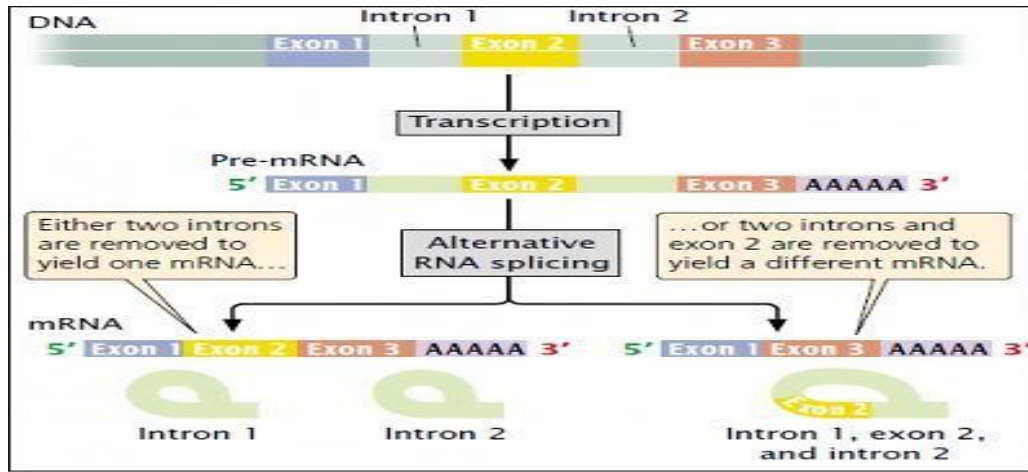 Intron 1 Intron 2
DNA
Exon 1 Exon 2 Exon 3
Transcription
Pre-mRNA
5′ Exon 1 Exon 2 Exon 3 AAAAA 3′
Either two introns
are removed to
yield one mRNA…
Alternative
RNA splicing
…or two introns and
exon 2 are removed to
yield a different mRNA.
mRNA
5′ Exon 1 Exon 2 Exon 3 AAAAA 3′
5′ Exon 1 Exon 3 AAAAA 3′
Intron 1
Intron 2
Exon 2
Intron 1, exon 2,
and intron 2